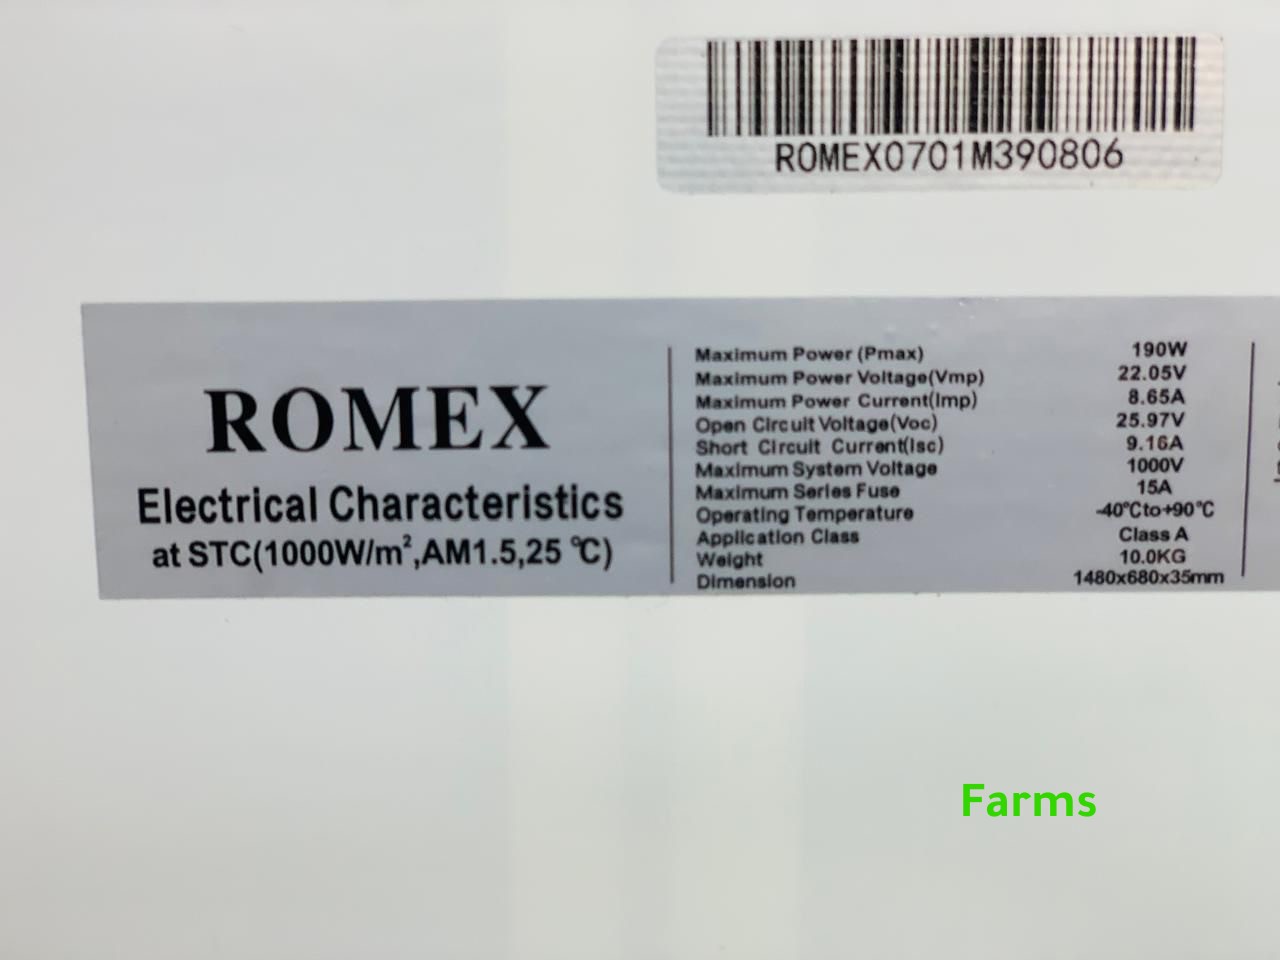 ROMEX0701M390806
ROMEX
Electrical Characteristics
at STC(1000W/m²,AM1.5,25 ℃)
Maximum Power (Pmax) 190W
Maximum Power Voltage(Vmp) 22.05V
Maximum Power Current(Imp) 8.65A
Open Circuit Voltage(Voc) 25.97V
Short Circuit Current(Isc) 9.16A
Maximum System Voltage 1000V
Maximum Series Fuse 15A
Operating Temperature -40℃to+90℃
Application Class Class A
Weight 10.0KG
Dimension 1480x680x35mm
Farms